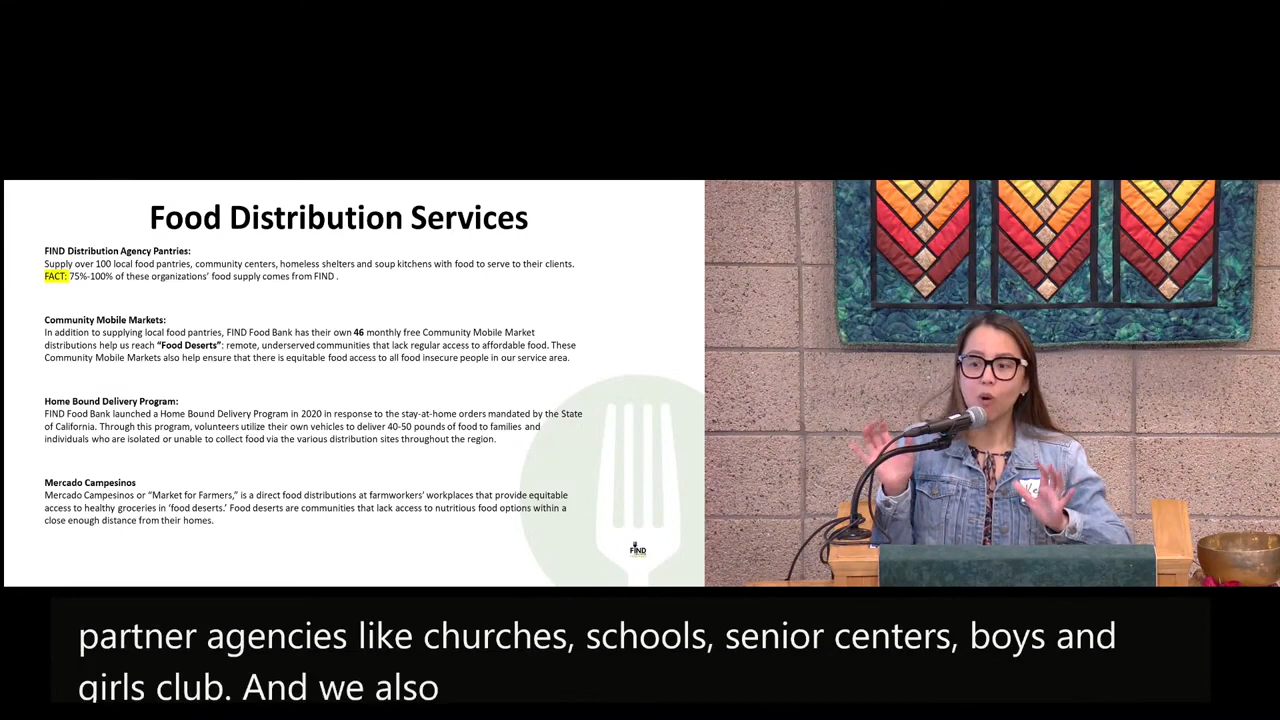 Food Distribution Services
FIND Distribution Agency Pantries:
Supply over 100 local food pantries, community centers, homeless shelters and soup kitchens with food to serve to their clients.
FACT: 75%-100% of these organizations' food supply comes from FIND .
Community Mobile Markets:
In addition to supplying local food pantries, FIND Food Bank has their own 46 monthly free Community Mobile Market
distributions help us reach "Food Deserts": remote, underserved communities that lack regular access to affordable food. These
Community Mobile Markets also help ensure that there is equitable food access to all food insecure people in our service area.
Home Bound Delivery Program:
FIND Food Bank launched a Home Bound Delivery Program in 2020 in response to the stay-at-home orders mandated by the State
of California. Through this program, volunteers utilize their own vehicles to deliver 40-50 pounds of food to families and
individuals who are isolated or unable to collect food via the various distribution sites throughout the region.
Mercado Campesinos
Mercado Campesinos or "Market for Farmers," is a direct food distributions at farmworkers' workplaces that provide equitable
access to healthy groceries in 'food deserts.' Food deserts are communities that lack access to nutritious food options within a
close enough distance from their homes.
FIND
partner agencies like churches, schools, senior centers, boys and
girls club. And we also